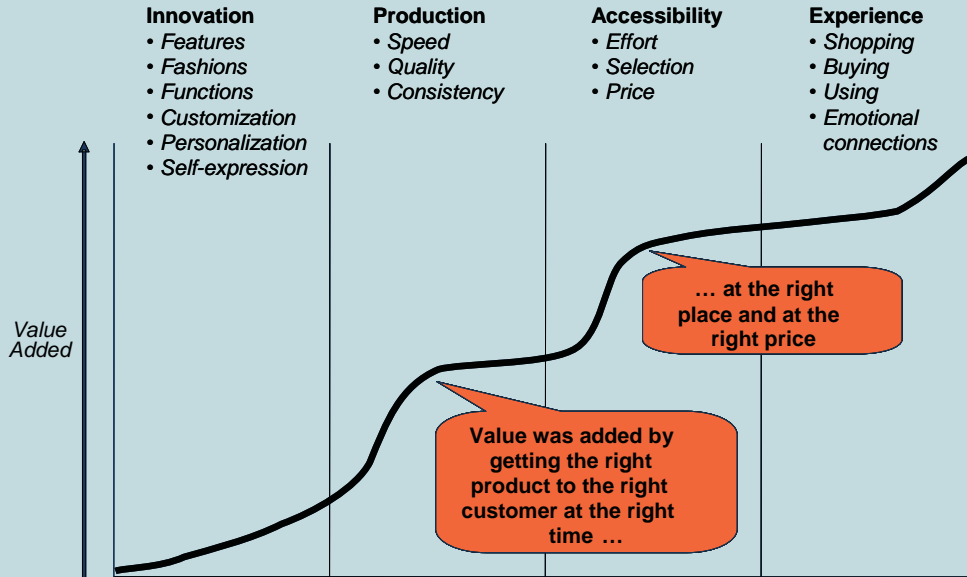 Innovation
• Features
• Fashions
• Functions
• Customization
• Personalization
• Self-expression
Production
• Speed
• Quality
• Consistency
Accessibility
• Effort
• Selection
• Price
Experience
• Shopping
• Buying
• Using
• Emotional
connections
Value
Added
… at the right
place and at the
right price
Value was added by
getting the right
product to the right
customer at the right
time …